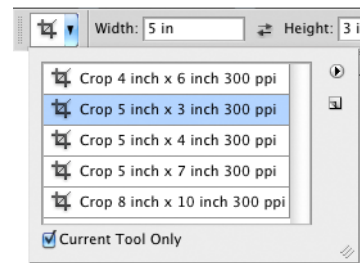 Width: 5 in Height: 3 i
Crop 4 inch x 6 inch 300 ppi
Crop 5 inch x 3 inch 300 ppi
Crop 5 inch x 4 inch 300 ppi
Crop 5 inch x 7 inch 300 ppi
Crop 8 inch x 10 inch 300 ppi
Current Tool Only